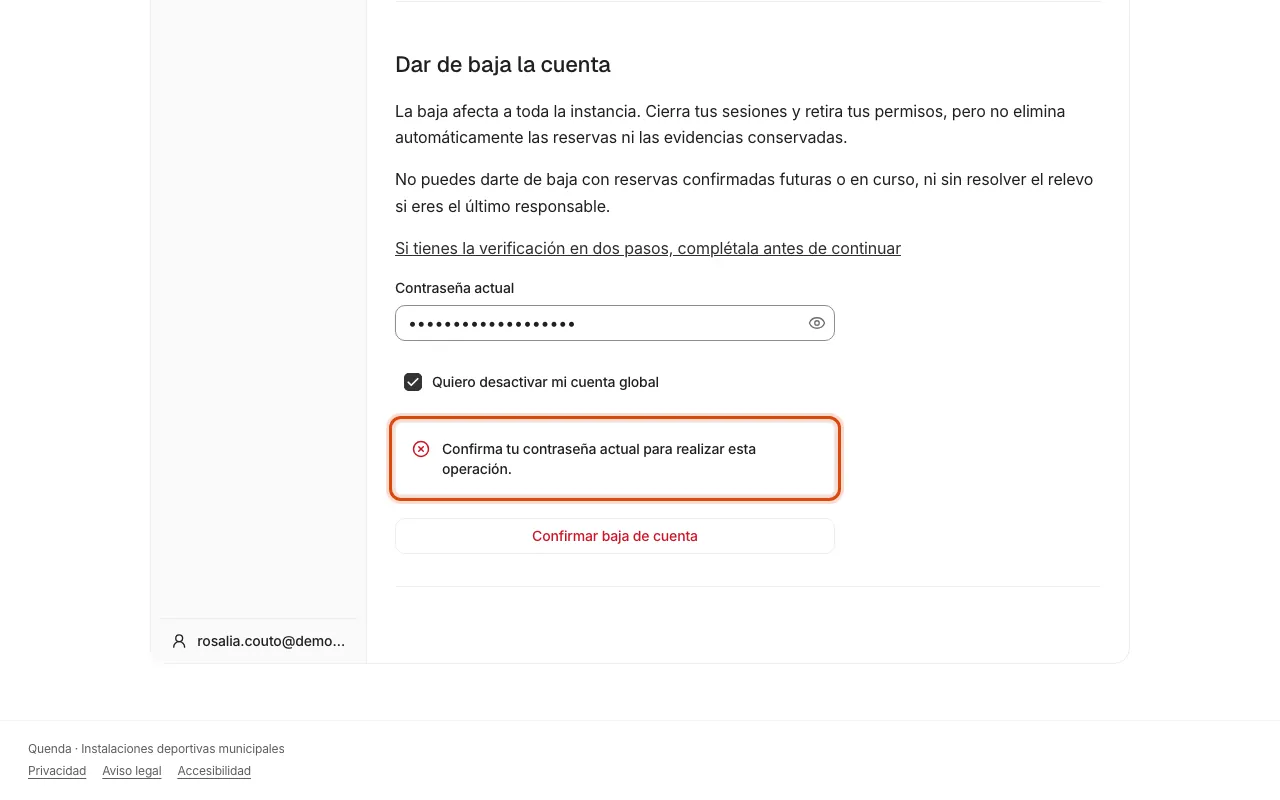 Dar de baja la cuenta
La baja afecta a toda la instancia. Cierra tus sesiones y retira tus permisos, pero no elimina
automáticamente las reservas ni las evidencias conservadas.
No puedes darte de baja con reservas confirmadas futuras o en curso, ni sin resolver el relevo
si eres el último responsable.
Si tienes la verificación en dos pasos, complétala antes de continuar
Contraseña actual
•••••••••••••••••••
Quiero desactivar mi cuenta global
Confirma tu contraseña actual para realizar esta
operación.
Confirmar baja de cuenta
rosalia.couto@demo...
Quenda · Instalaciones deportivas municipales
Privacidad Aviso legal Accesibilidad